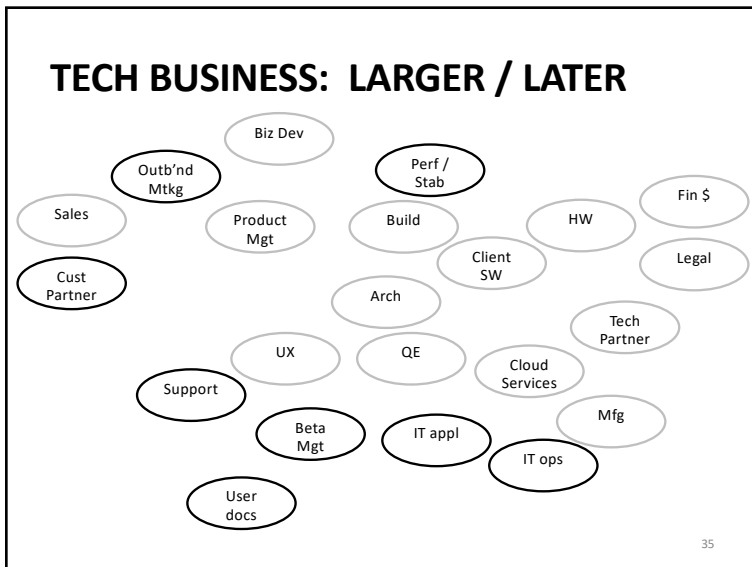 TECH BUSINESS: LARGER / LATER
Biz Dev
Outb'nd
Mtkg
Perf /
Stab
Sales
Product
Mgt
Build
HW
Fin $
Cust
Partner
Client
SW
Legal
Arch
Tech
Partner
UX
QE
Cloud
Services
Support
Beta
Mgt
IT appl
Mfg
IT ops
User
docs
35